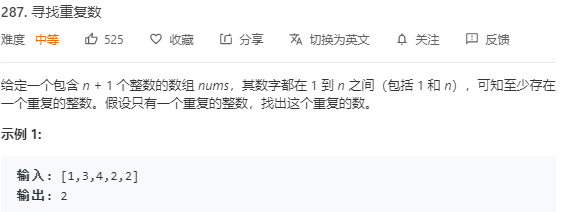 287. 寻找重复数
难度 中等 525 收藏 分享 切换为英文 关注 反馈
给定一个包含 n + 1 个整数的数组 nums，其数字都在 1 到 n 之间（包括 1 和 n），可知至少存在
一个重复的整数。假设只有一个重复的整数，找出这个重复的数。
示例 1:
输入: [1,3,4,2,2]
输出: 2